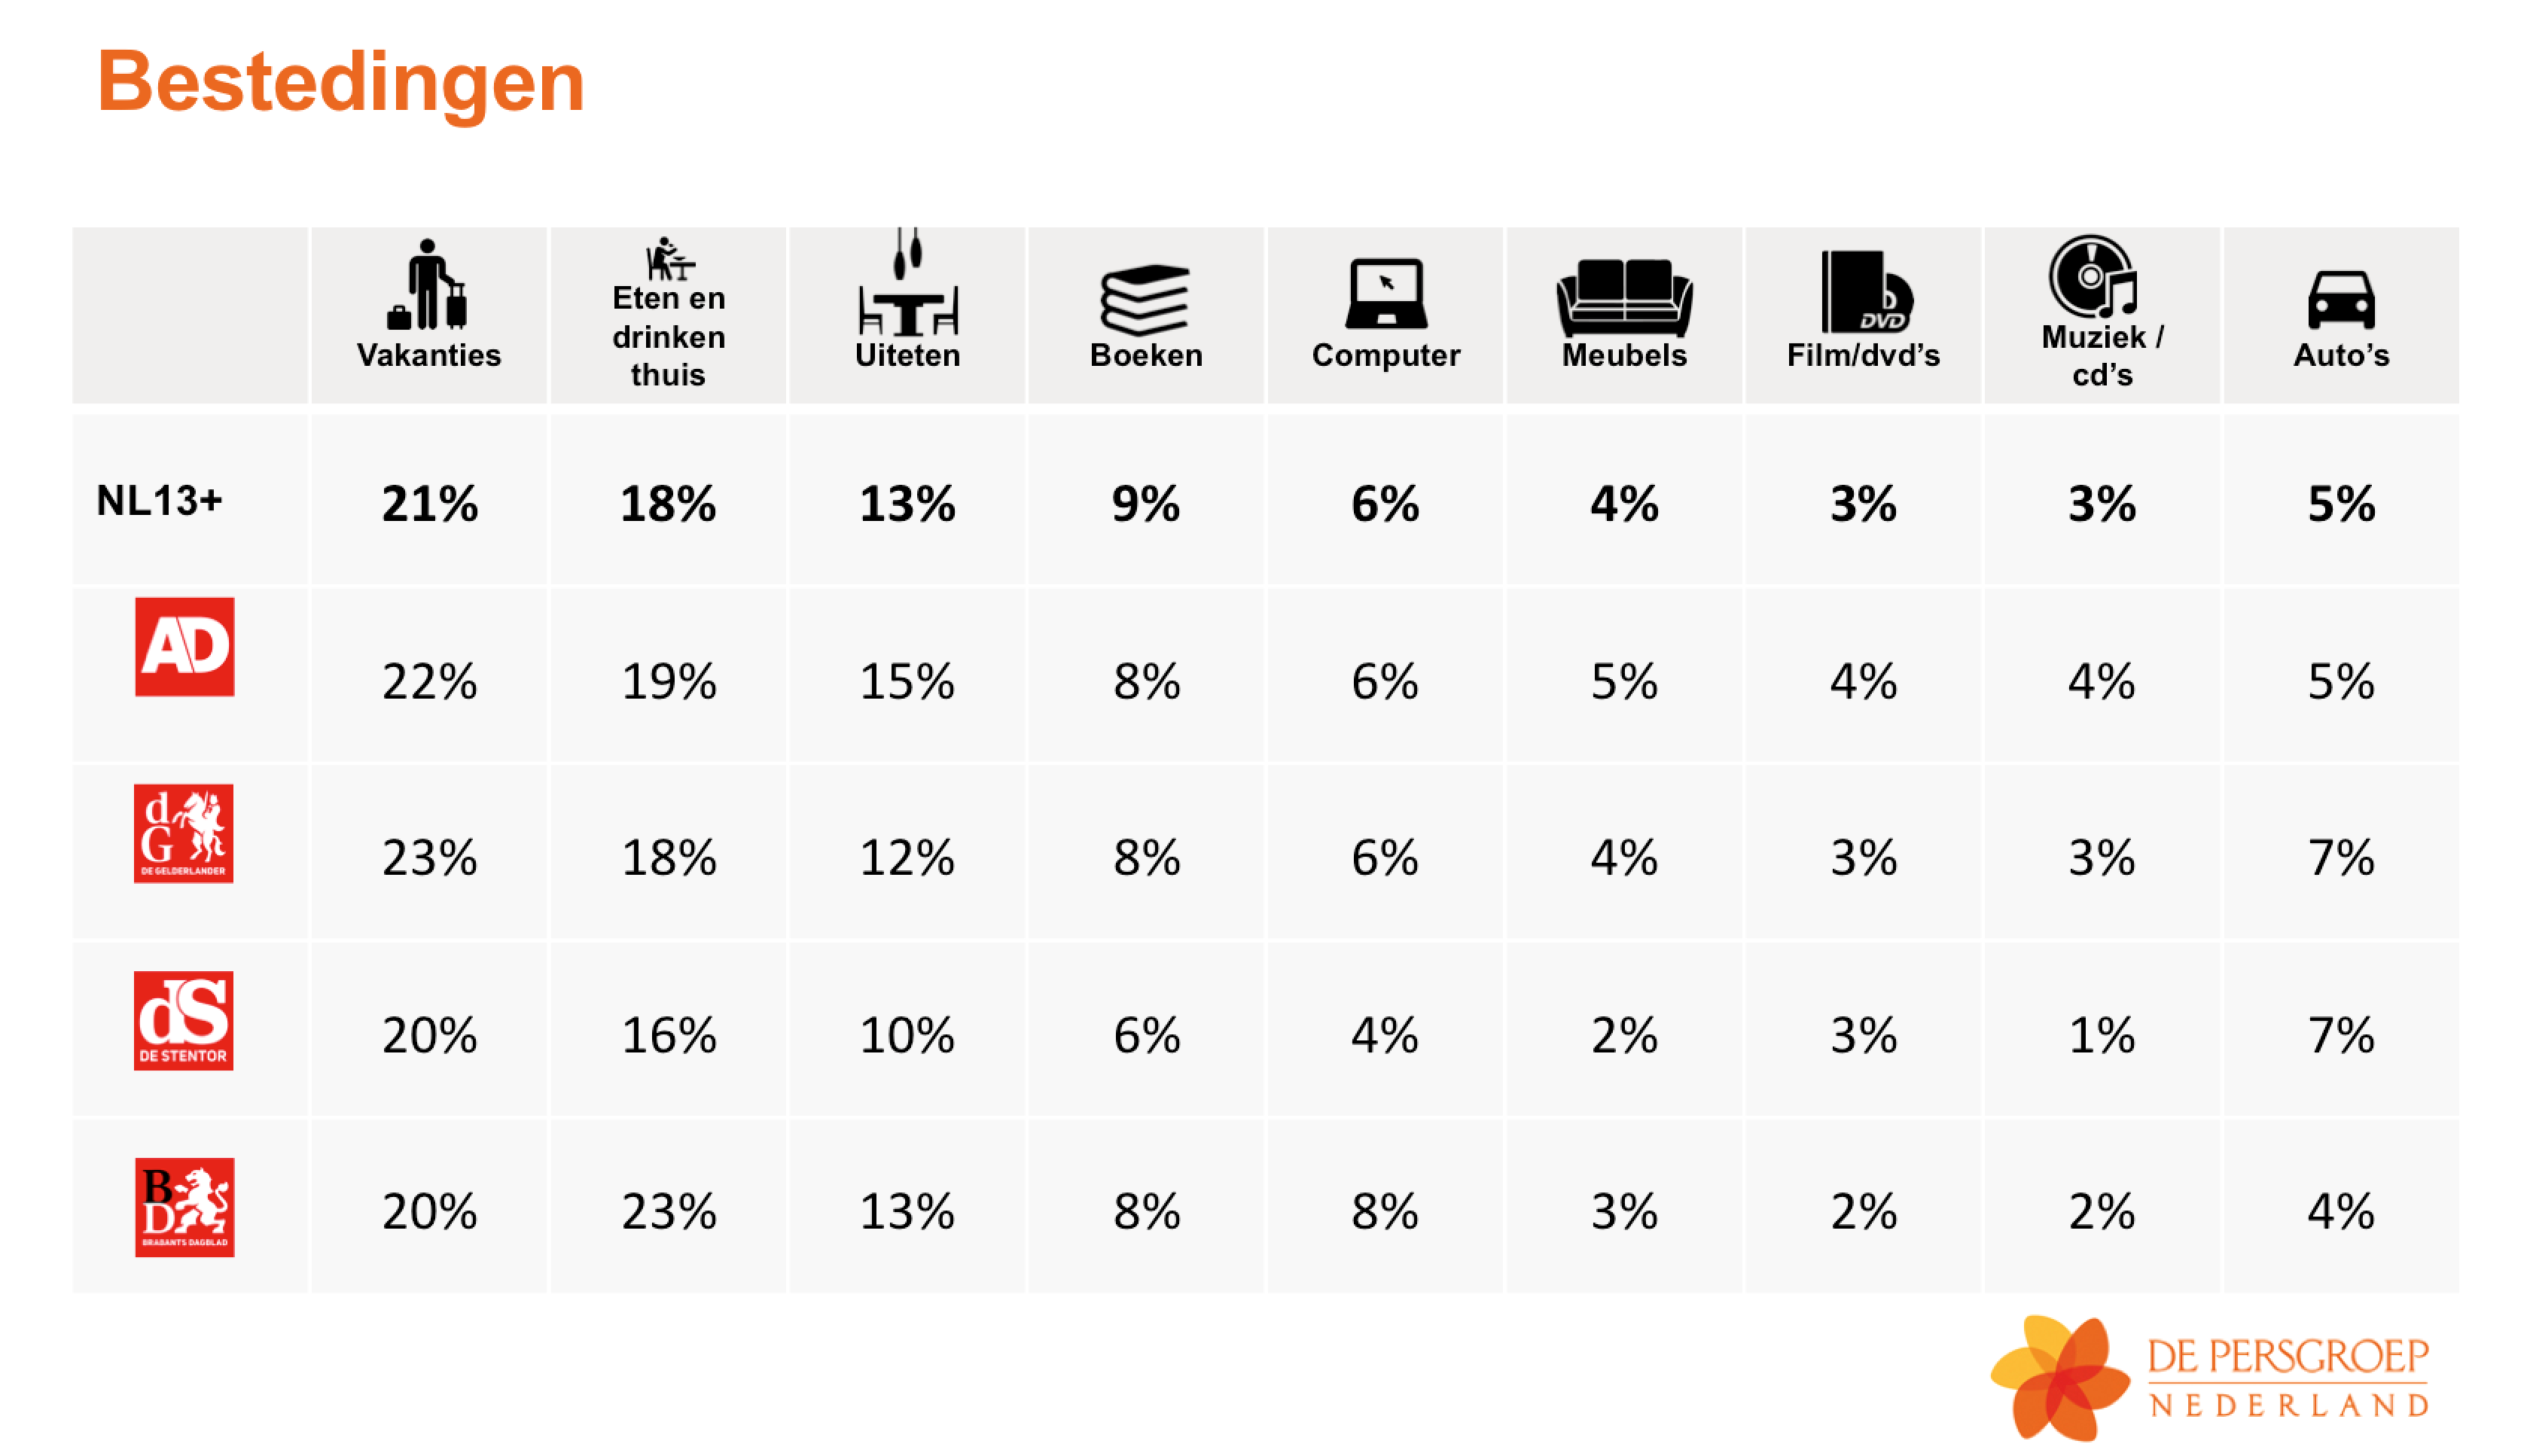 Bestedingen
Vakanties
Eten en
drinken
thuis
Uiteten
Boeken
Computer
Meubels
DVD
Film/dvd's
Muziek /
cd's
Auto's
NL13+ 21% 18% 13% 9% 6% 4% 3% 3% 5%
AD
22% 19% 15% 8% 6% 5% 4% 4% 5%
d
G
DE GELDERLANDER
23% 18% 12% 8% 6% 4% 3% 3% 7%
dS
DE STENTOR
20% 16% 10% 6% 4% 2% 3% 1% 7%
B
D
BRABANTS DAGBLAD
20% 23% 13% 8% 8% 3% 2% 2% 4%
DE PERSGROEP
NEDERLAND